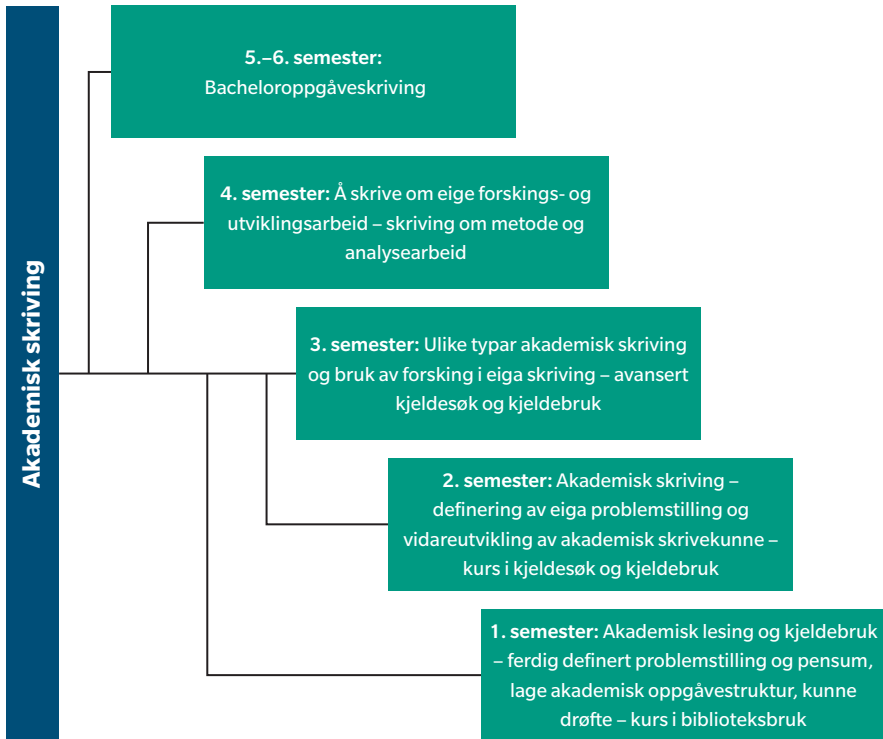 Akademisk skriving
5.–6. semester:
Bacheloroppgåveskriving
4. semester: Å skrive om eige forskings- og
utviklingsarbeid – skriving om metode og
analysearbeid
3. semester: Ulike typar akademisk skriving
og bruk av forsking i eiga skriving – avansert
kjeldesøk og kjeldebruk
2. semester: Akademisk skriving –
definering av eiga problemstilling og
vidareutvikling av akademisk skrivekunne –
kurs i kjeldesøk og kjeldebruk
1. semester: Akademisk lesing og kjeldebruk
– ferdig definert problemstilling og pensum,
lage akademisk oppgåvestruktur, kunne
drøfte – kurs i biblioteksbruk